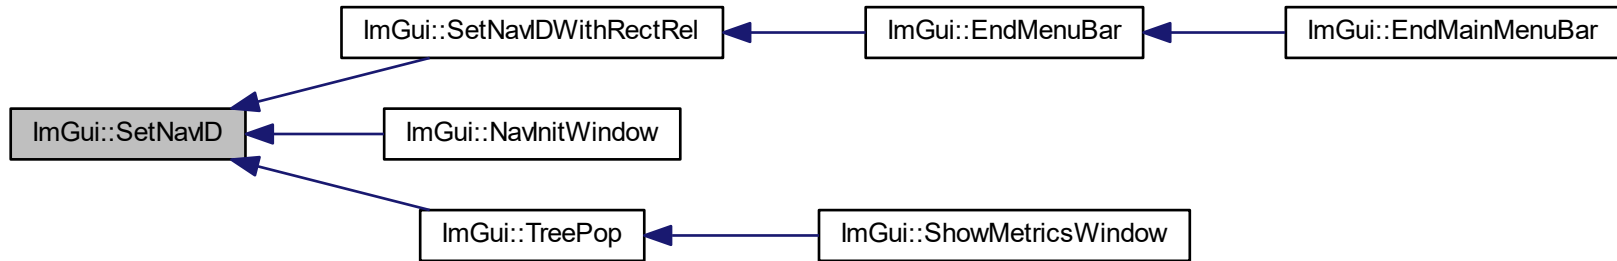 ImGui::SetNavIDWithRectRel
ImGui::EndMenuBar
ImGui::EndMainMenuBar
ImGui::SetNavID
ImGui::NavInitWindow
ImGui::TreePop
ImGui::ShowMetricsWindow